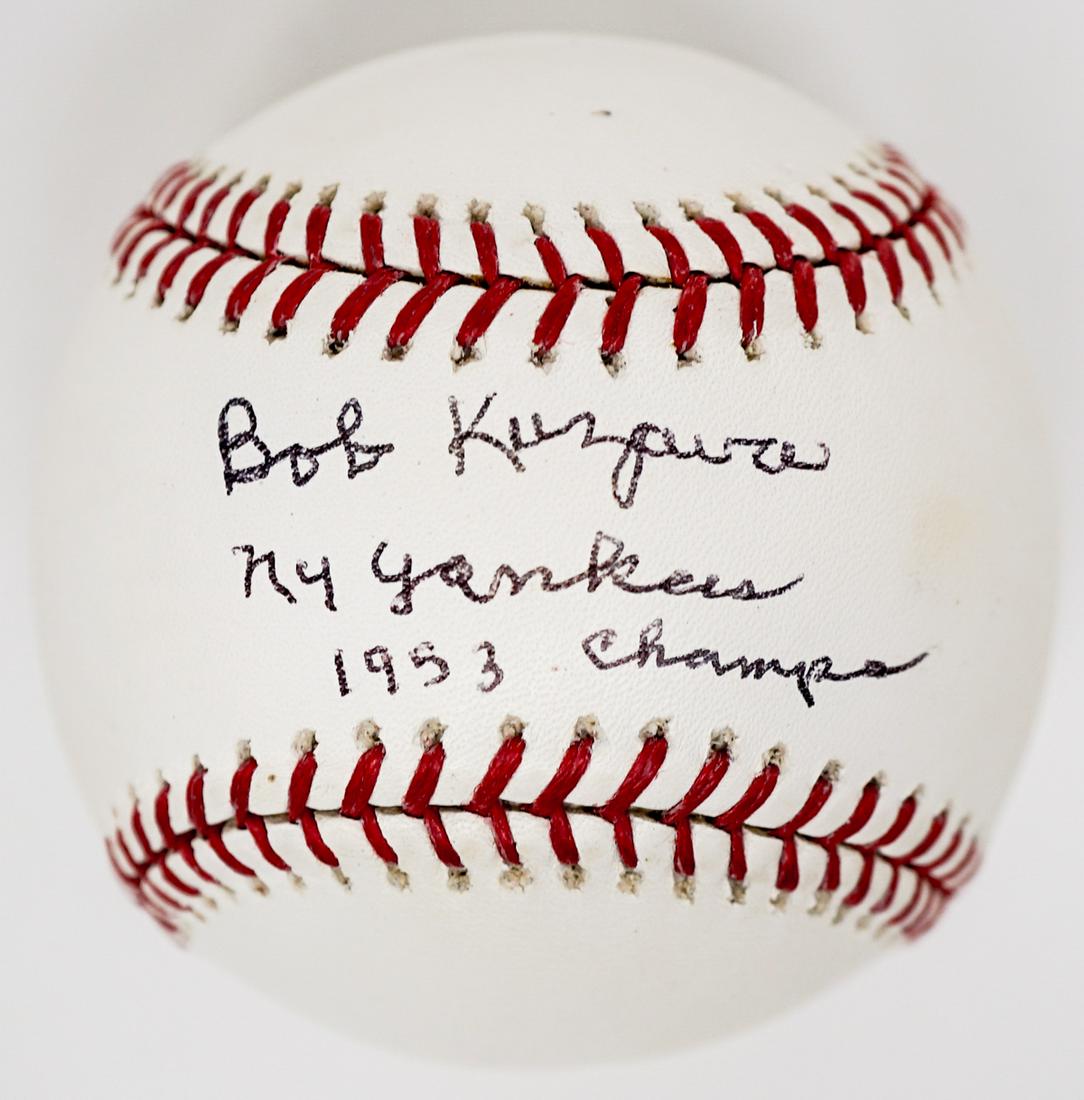 Bob Kuzava
NY Yankees
1953 Champs